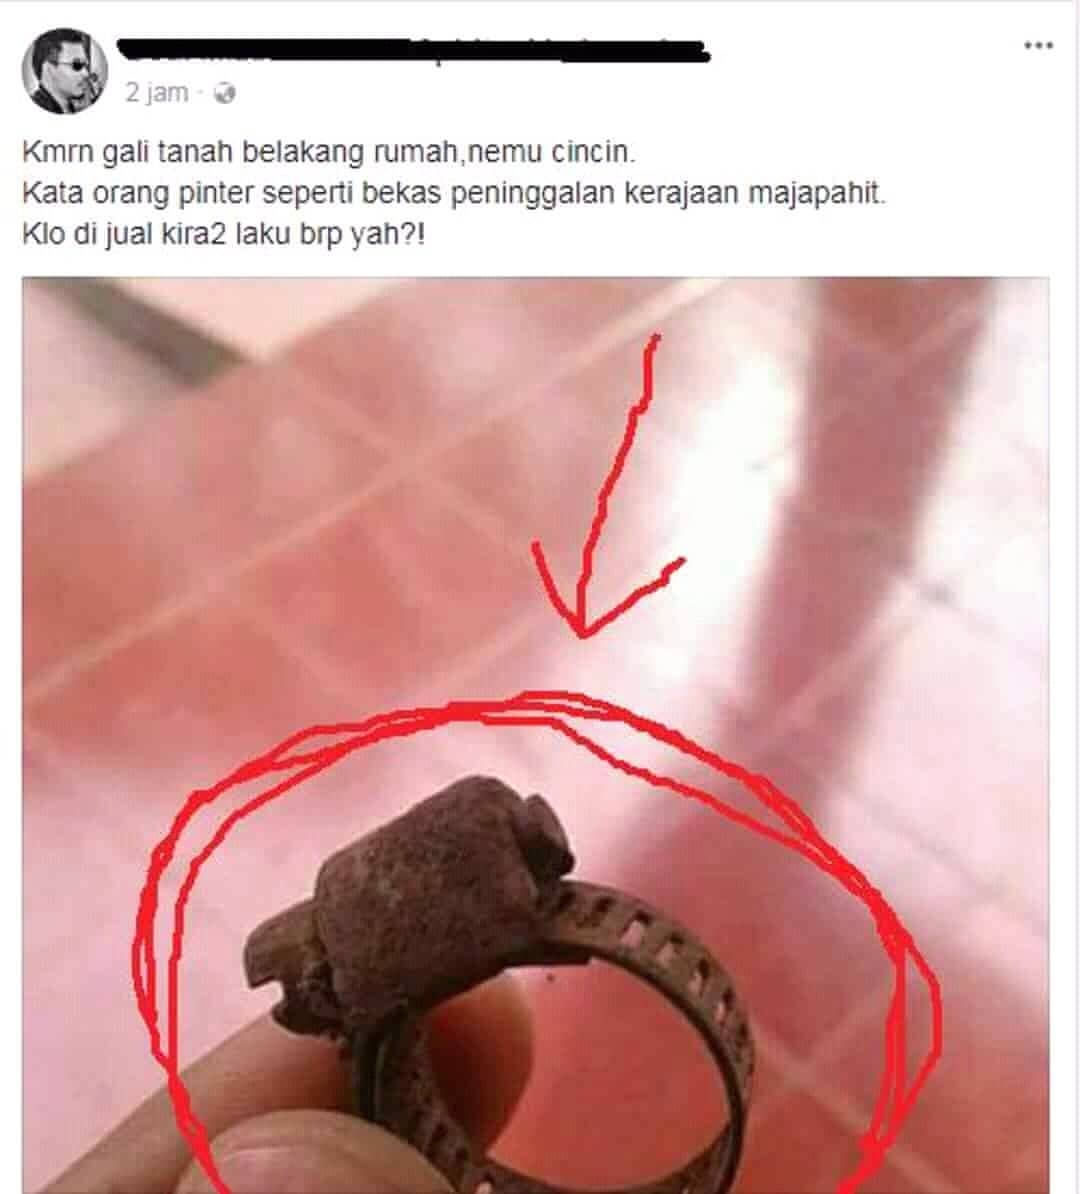 2 jam
Kmrn gali tanah belakang rumah,nemu cincin.
Kata orang pinter seperti bekas peninggalan kerajaan majapahit.
Klo di jual kira2 laku brp yah?!